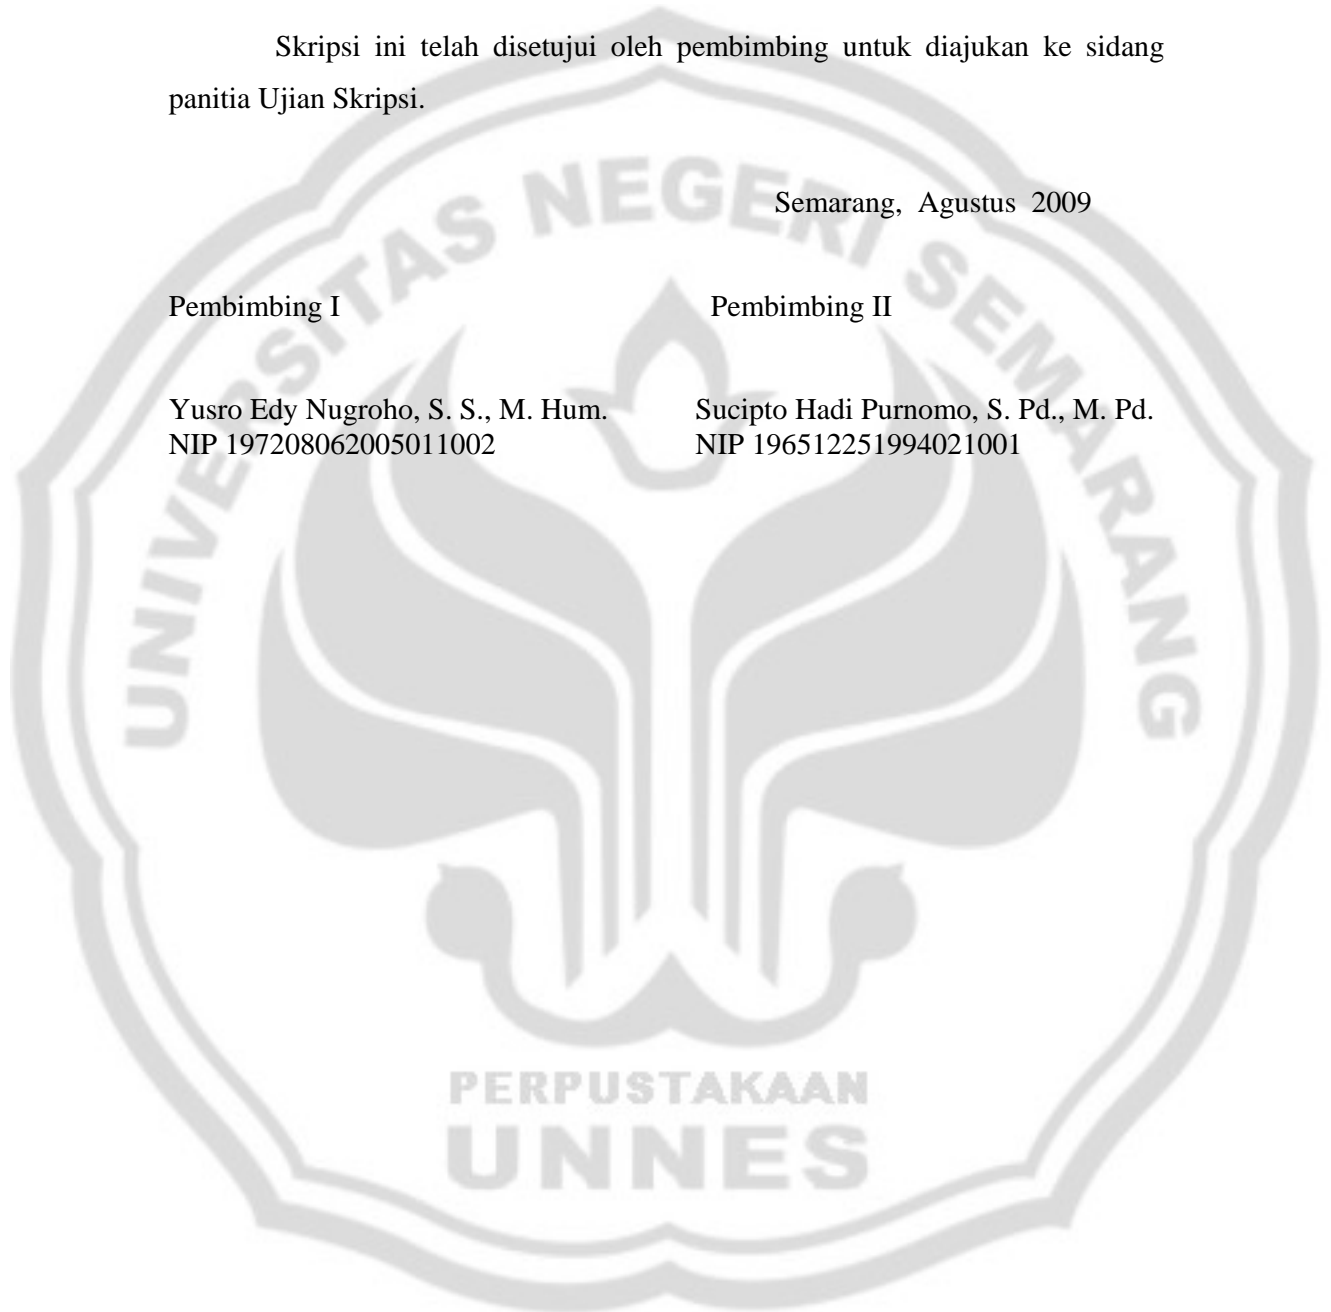 Skripsi ini telah disetujui oleh pembimbing untuk diajukan ke sidang
panitia Ujian Skripsi.
Semarang, Agustus 2009
Pembimbing I Pembimbing II
Yusro Edy Nugroho, S. S., M. Hum. Sucipto Hadi Purnomo, S. Pd., M. Pd.
NIP 197208062005011002 NIP 196512251994021001
UNIVERSITAS NEGERI SEMARANG
PERPUSTAKAAN
UNNES